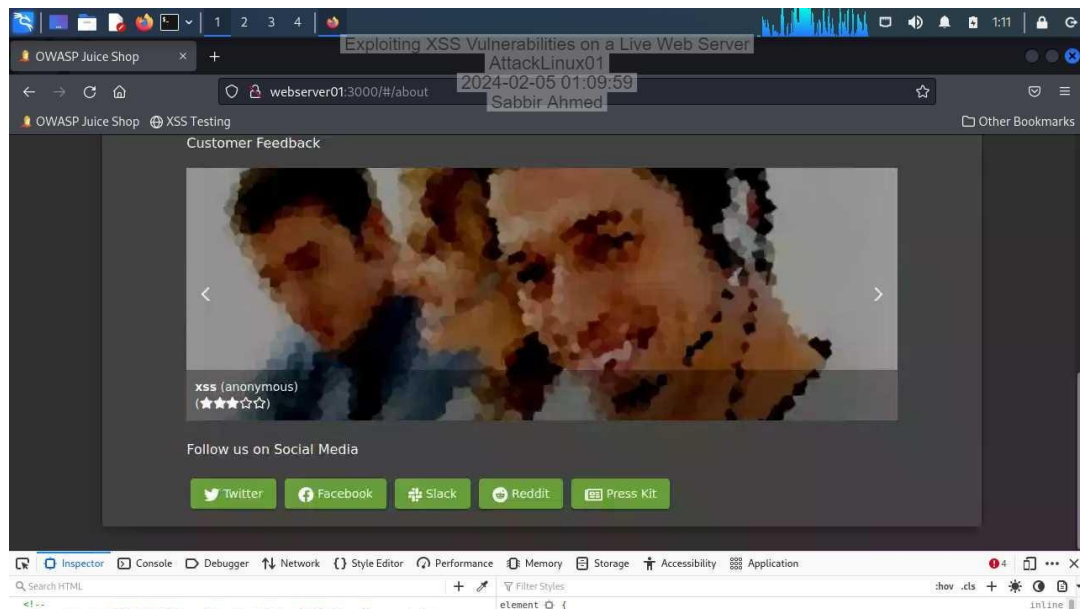 1 2 3 4
1:11
OWASP Juice Shop
Exploiting XSS Vulnerabilities on a Live Web Server
AttackLinux01
2024-02-05 01:09:59
Sabbir Ahmed
webserver01:3000/#/about
OWASP Juice Shop XSS Testing Other Bookmarks
Customer Feedback
xss (anonymous)
(★★★☆☆)
Follow us on Social Media
Twitter Facebook Slack Reddit Press Kit
Inspector Console Debugger Network Style Editor Performance Memory Storage Accessibility Application 4
Search HTML Filter Styles :hov .cls
<!--
element { inline